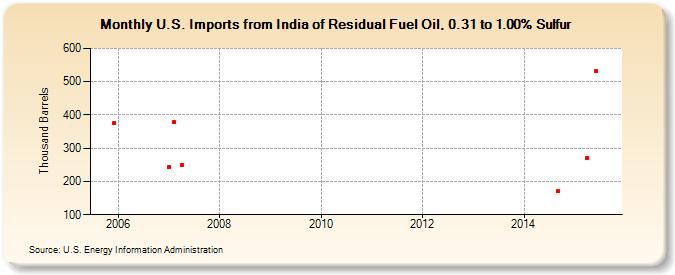 Monthly U.S. Imports from India of Residual Fuel Oil, 0.31 to 1.00% Sulfur
Thousand Barrels
600
500
400
300
200
100
2006 2008 2010 2012 2014
Source: U.S. Energy Information Administration